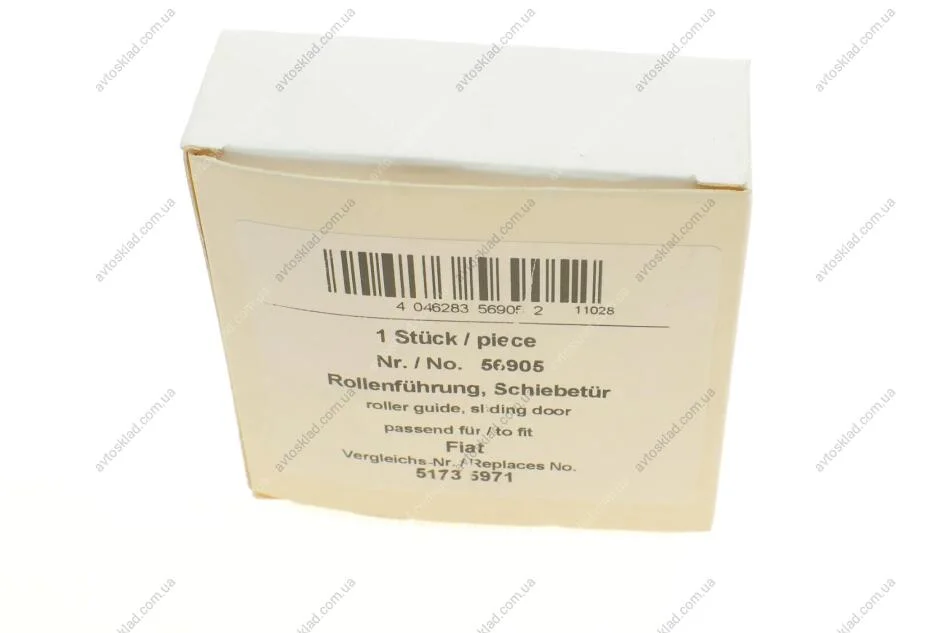 4 046283 56905 2 11028
1 Stück / piece
Nr. / No. 56905
Rollenführung, Schiebetür
roller guide, sliding door
passend für / to fit
Fiat
Vergleichs-Nr. / Replaces No.
5173 5971
avtosklad.com.ua